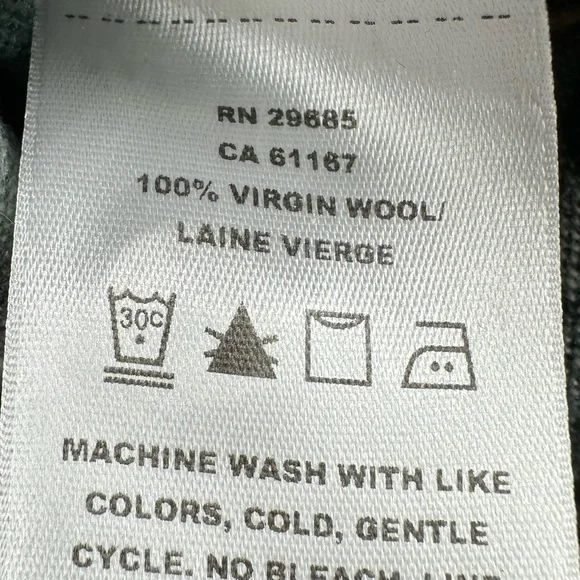 RN 29685
CA 61167
100% VIRGIN WOOL/
LAINE VIERGE
30C
MACHINE WASH WITH LIKE
COLORS, COLD, GENTLE
CYCLE. NO BLEACH. LINE